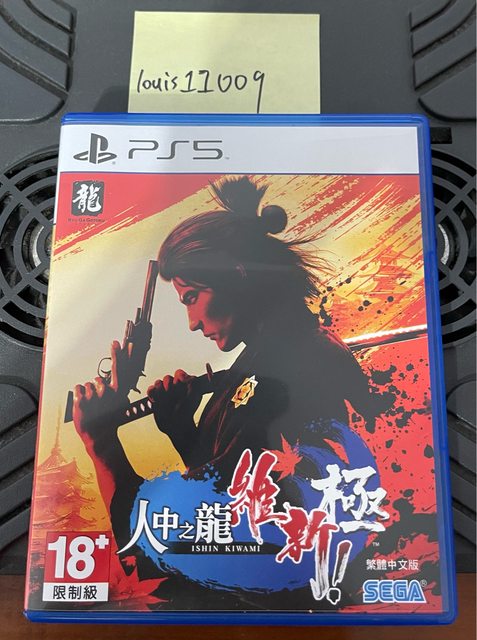 louis11009
PS5
龍
Ryu Ga Gotoku
人中之龍 維新! 極
ISHIN KIWAMI
TM
18+
限制級
繁體中文版
SEGA®